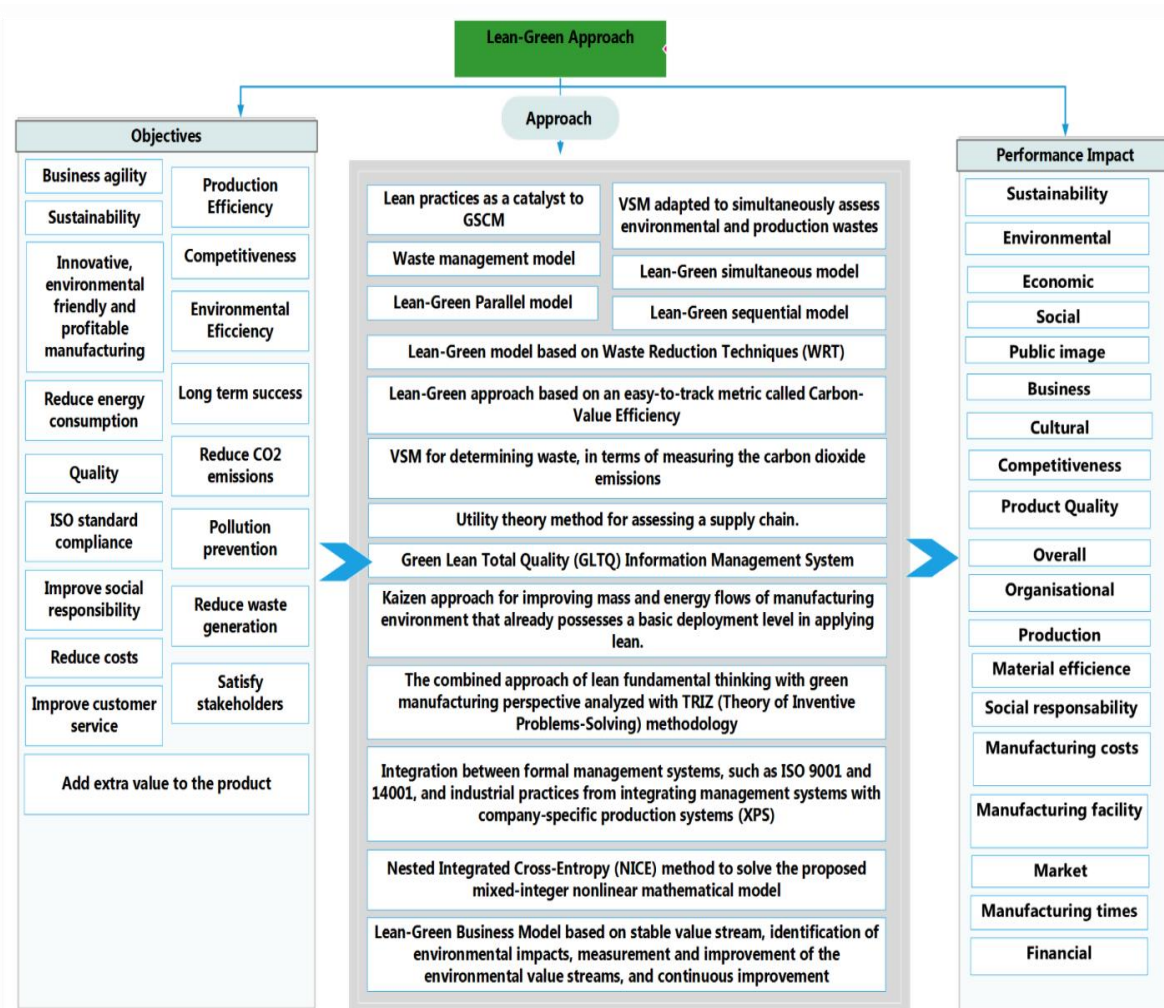 Lean-Green Approach
Approach
Objectives
Business agility
Sustainability
Innovative,
environmental
friendly and
profitable
manufacturing
Reduce energy
consumption
Quality
ISO standard
compliance
Improve social
responsibility
Reduce costs
Improve customer
service
Production
Efficiency
Competitiveness
Environmental
Eficciency
Long term success
Reduce CO2
emissions
Pollution
prevention
Reduce waste
generation
Satisfy
stakeholders
Add extra value to the product
Lean practices as a catalyst to
GSCM
Waste management model
Lean-Green Parallel model
VSM adapted to simultaneously assess
environmental and production wastes
Lean-Green simultaneous model
Lean-Green sequential model
Lean-Green model based on Waste Reduction Techniques (WRT)
Lean-Green approach based on an easy-to-track metric called Carbon-
Value Efficiency
VSM for determining waste, in terms of measuring the carbon dioxide
emissions
Utility theory method for assessing a supply chain.
Green Lean Total Quality (GLTQ) Information Management System
Kaizen approach for improving mass and energy flows of manufacturing
environment that already possesses a basic deployment level in applying
lean.
The combined approach of lean fundamental thinking with green
manufacturing perspective analyzed with TRIZ (Theory of Inventive
Problems-Solving) methodology
Integration between formal management systems, such as ISO 9001 and
14001, and industrial practices from integrating management systems with
company-specific production systems (XPS)
Nested Integrated Cross-Entropy (NICE) method to solve the proposed
mixed-integer nonlinear mathematical model
Lean-Green Business Model based on stable value stream, identification of
environmental impacts, measurement and improvement of the
environmental value streams, and continuous improvement
Performance Impact
Sustainability
Environmental
Economic
Social
Public image
Business
Cultural
Competitiveness
Product Quality
Overall
Organisational
Production
Material efficience
Social responsability
Manufacturing costs
Manufacturing facility
Market
Manufacturing times
Financial